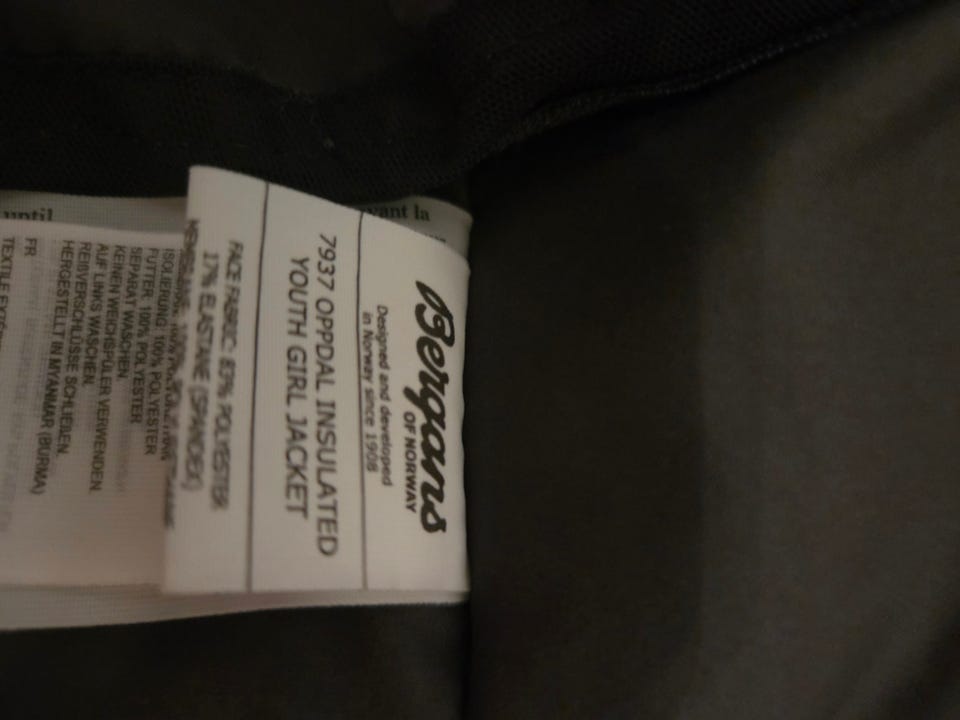 Bergans
OF NORWAY
Designed and developed
in Norway since 1908
7937 OPPDAL INSULATED
YOUTH GIRL JACKET
FACE FABRIC: 83% POLYESTER
17% ELASTANE (SPANDEX)
until
vant la
ISOLIERUNG: 100% POLYESTER
FUTTER: 100% POLYESTER
SEPARAT WASCHEN.
KEINEN WEICHSPÜLER VERWENDEN.
AUF LINKS WASCHEN.
REIßVERSCHLÜSSE SCHLIEßEN.
HERGESTELLT IN MYANMAR (BURMA)
FR
TEXTILE